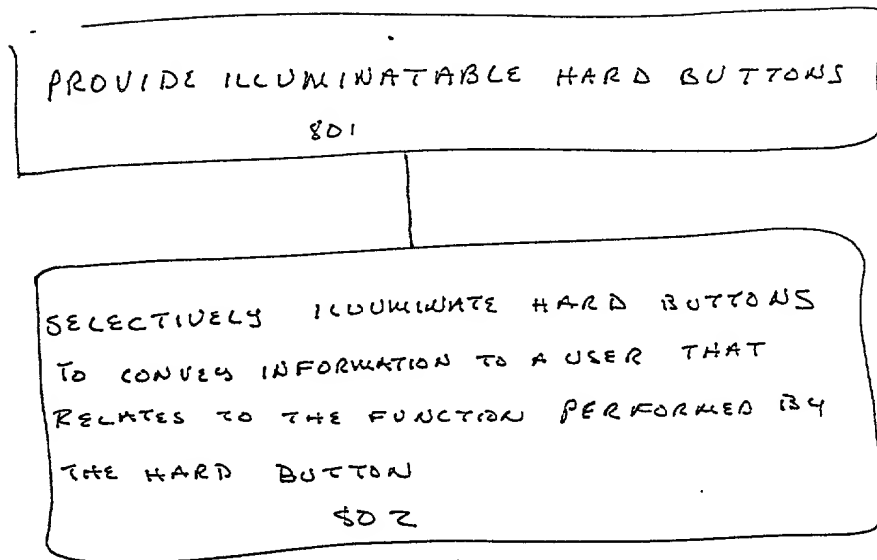 PROVIDE ILLUMINATABLE HARD BUTTONS
801
SELECTIVELY ILLUMINATE HARD BUTTONS
TO CONVEY INFORMATION TO A USER THAT
RELATES TO THE FUNCTION PERFORMED BY
THE HARD BUTTON
802